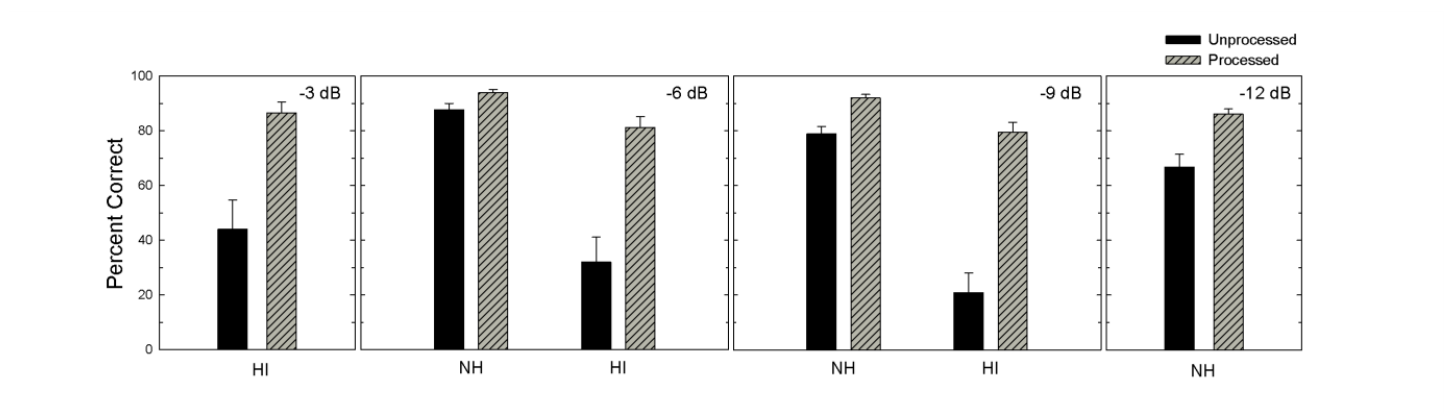 Unprocessed
Processed
100
80
60
40
20
0
Percent Correct
-3 dB
-6 dB
-9 dB
-12 dB
HI
NH
HI
NH
HI
NH